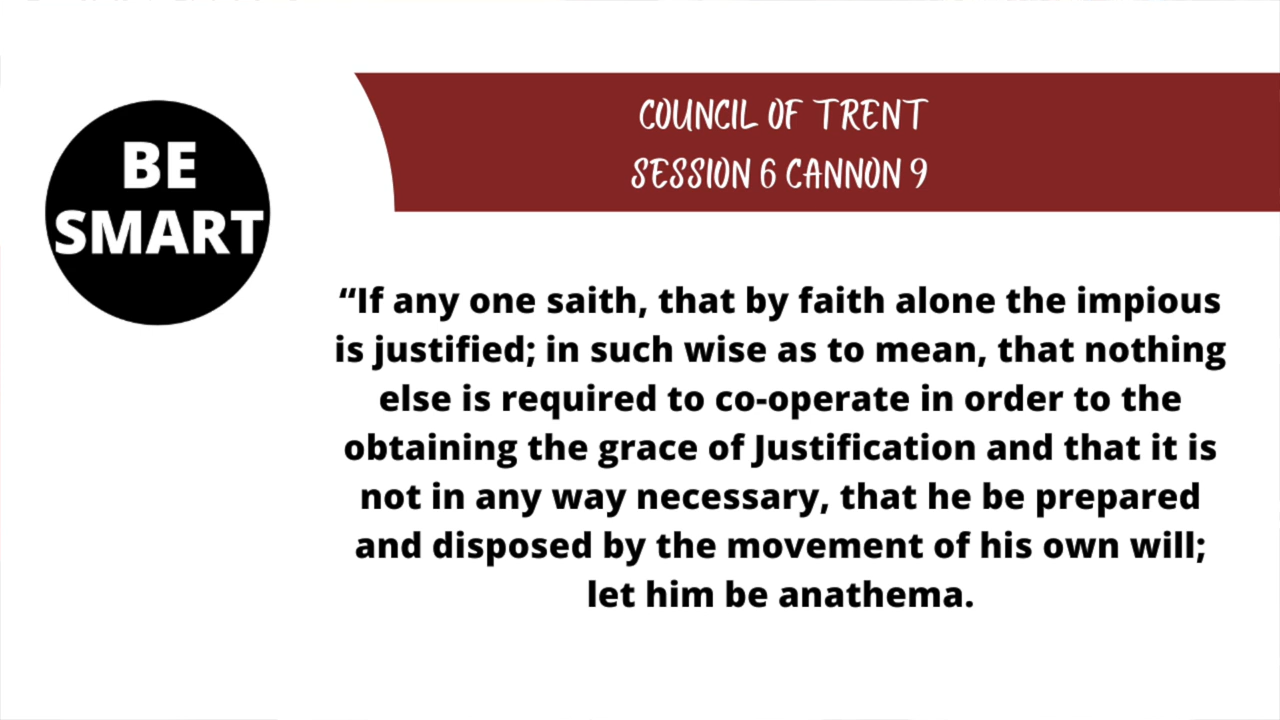 BE
SMART
COUNCIL OF TRENT
SESSION 6 CANNON 9
“If any one saith, that by faith alone the impious
is justified; in such wise as to mean, that nothing
else is required to co-operate in order to the
obtaining the grace of Justification and that it is
not in any way necessary, that he be prepared
and disposed by the movement of his own will;
let him be anathema.